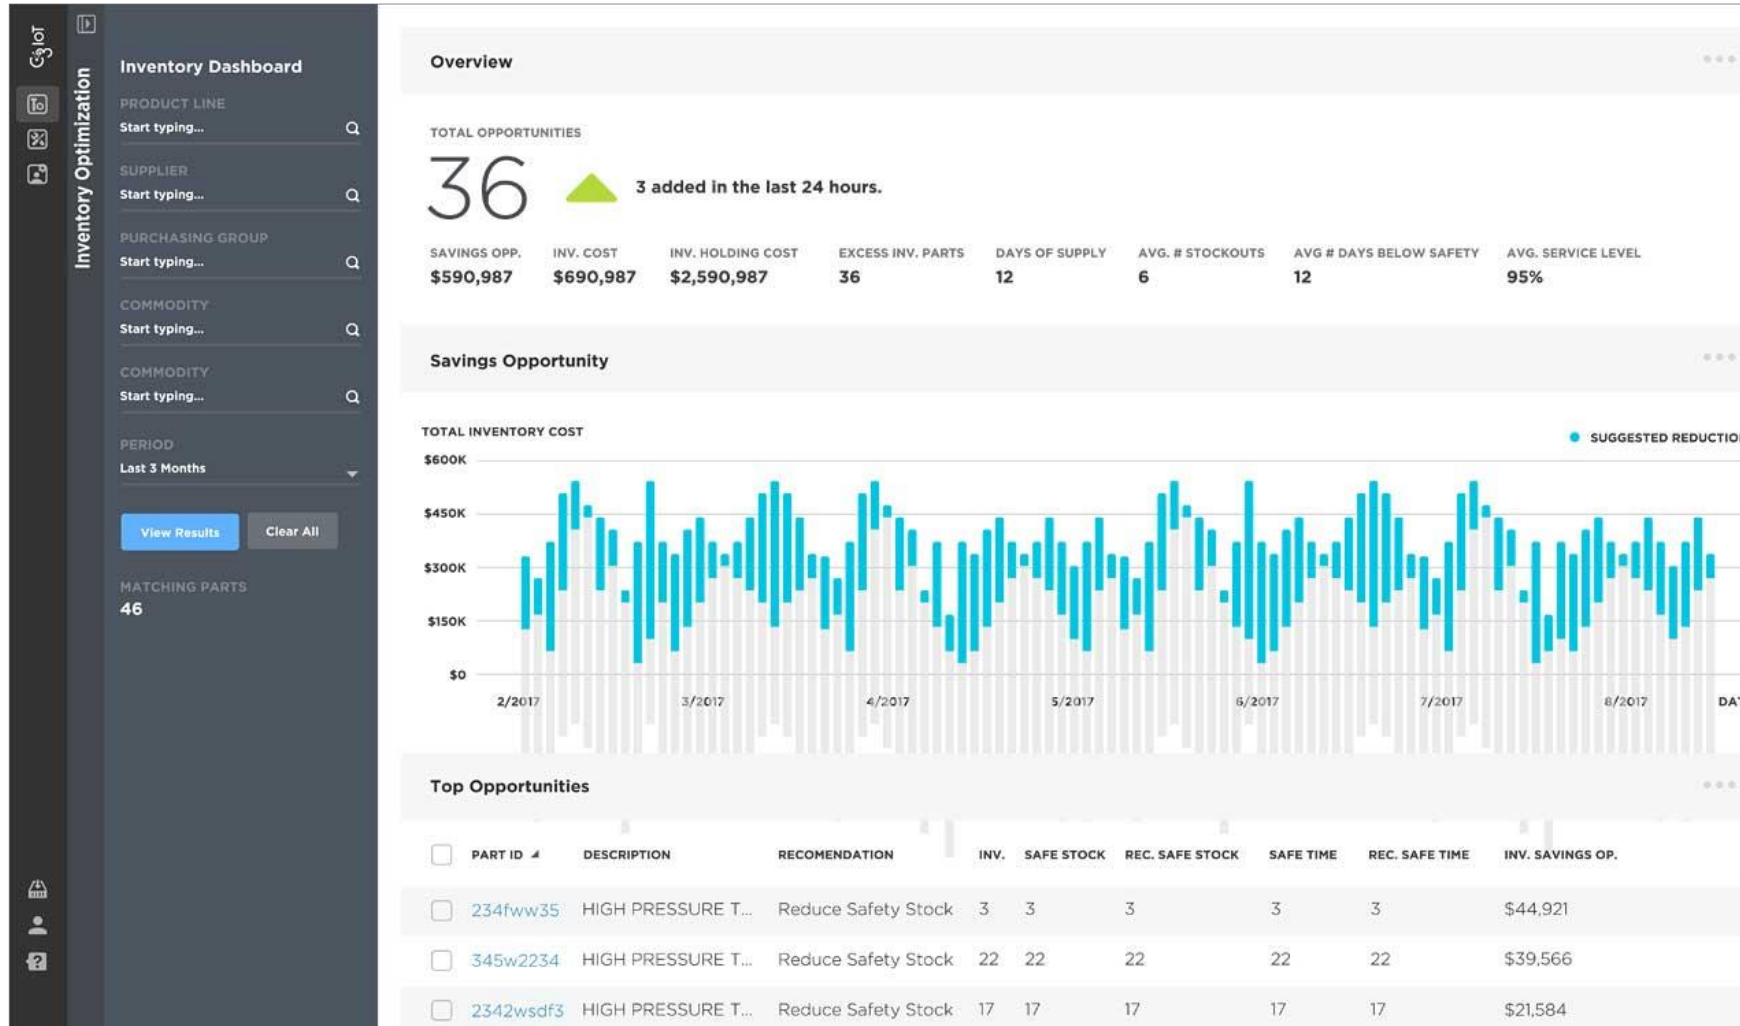 C3 IoT
Inventory Optimization
Inventory Dashboard
PRODUCT LINE
Start typing...
SUPPLIER
Start typing...
PURCHASING GROUP
Start typing...
COMMODITY
Start typing...
COMMODITY
Start typing...
PERIOD
Last 3 Months
View Results Clear All
MATCHING PARTS
46
Overview
TOTAL OPPORTUNITIES
36 3 added in the last 24 hours.
SAVINGS OPP. INV. COST INV. HOLDING COST EXCESS INV. PARTS DAYS OF SUPPLY AVG. # STOCKOUTS AVG # DAYS BELOW SAFETY AVG. SERVICE LEVEL
$590,987 $690,987 $2,590,987 36 12 6 12 95%
Savings Opportunity
TOTAL INVENTORY COST
SUGGESTED REDUCTIO
$600K
$450K
$300K
$150K
$0
2/2017 3/2017 4/2017 5/2017 6/2017 7/2017 8/2017 DA
Top Opportunities
PART ID DESCRIPTION RECOMENDATION INV. SAFE STOCK REC. SAFE STOCK SAFE TIME REC. SAFE TIME INV. SAVINGS OP.
234fww35 HIGH PRESSURE T... Reduce Safety Stock 3 3 3 3 3 $44,921
345w2234 HIGH PRESSURE T... Reduce Safety Stock 22 22 22 22 22 $39,566
2342wsdf3 HIGH PRESSURE T... Reduce Safety Stock 17 17 17 17 17 $21,584